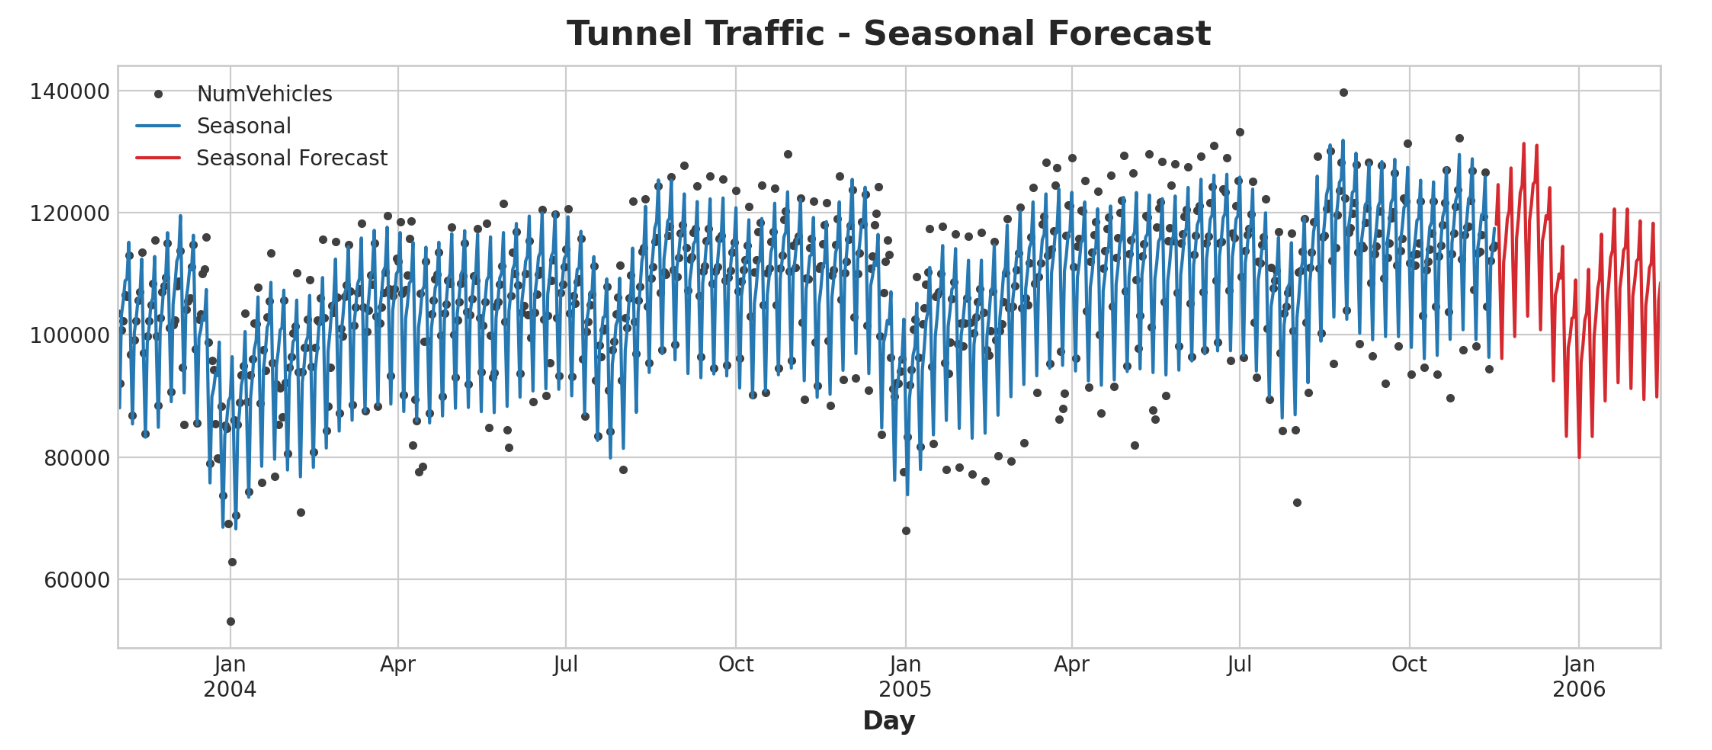 Tunnel Traffic - Seasonal Forecast
140000
120000
100000
80000
60000
NumVehicles
Seasonal
Seasonal Forecast
Jan Apr Jul Oct Jan Apr Jul Oct Jan
2004 2005 2006
Day